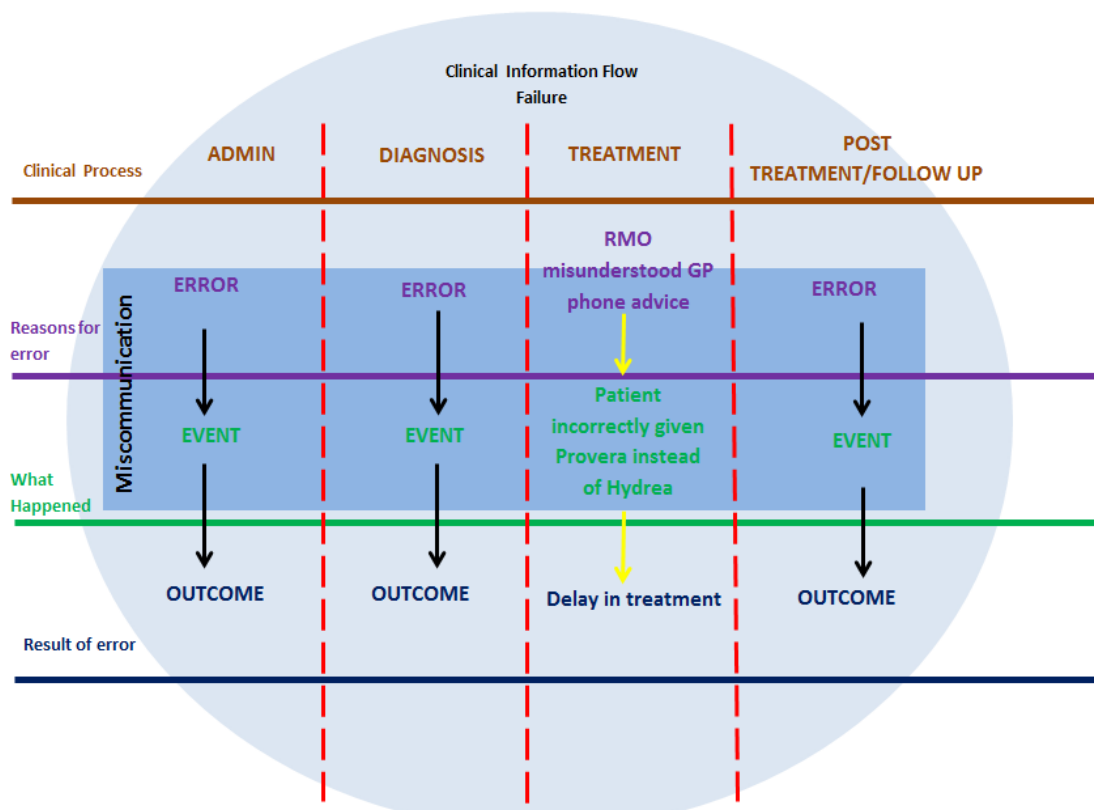 Clinical Information Flow
Failure
Clinical Process
ADMIN
DIAGNOSIS
TREATMENT
POST
TREATMENT/FOLLOW UP
Reasons for
error
Miscommunication
ERROR
ERROR
RMO
misunderstood GP
phone advice
ERROR
What
Happened
EVENT
EVENT
Patient
incorrectly given
Provera instead
of Hydrea
EVENT
Result of error
OUTCOME
OUTCOME
Delay in treatment
OUTCOME